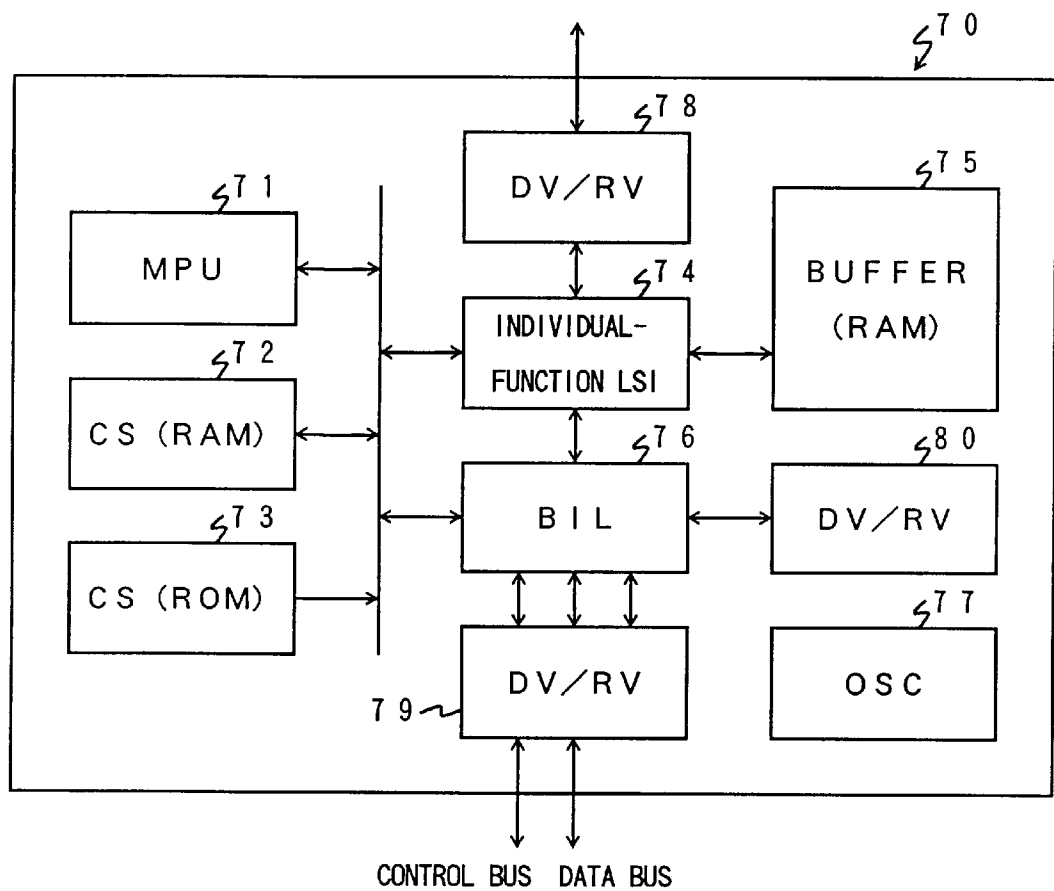 70
78
DV/RV
71
MPU
75
BUFFER
(RAM)
74
INDIVIDUAL-
FUNCTION LSI
72
CS (RAM)
76
BIL
80
DV/RV
73
CS (ROM)
77
OSC
DV/RV
79
CONTROL BUS DATA BUS